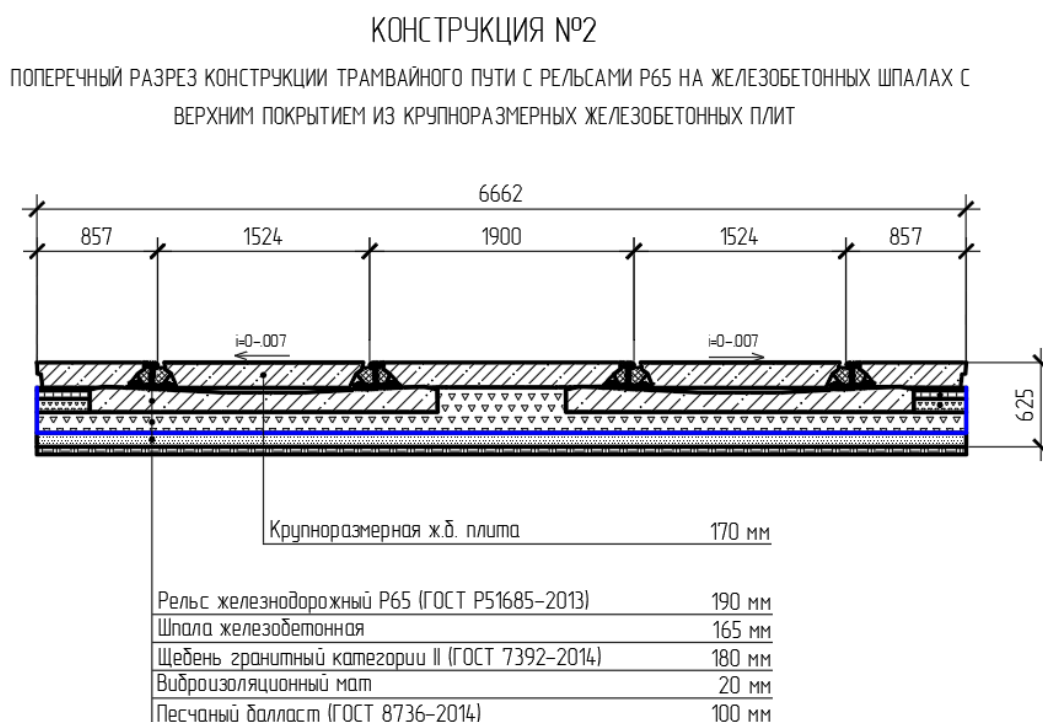 КОНСТРУКЦИЯ №2
ПОПЕРЕЧНЫЙ РАЗРЕЗ КОНСТРУКЦИИ ТРАМВАЙНОГО ПУТИ С РЕЛЬСАМИ Р65 НА ЖЕЛЕЗОБЕТОННЫХ ШПАЛАХ С
ВЕРХНИМ ПОКРЫТИЕМ ИЗ КРУПНОРАЗМЕРНЫХ ЖЕЛЕЗОБЕТОННЫХ ПЛИТ
6662
857 1524 1900 1524 857
i=0-.007 i=0-.007
625
Крупноразмерная ж.б. плита 170 мм
Рельс железнодорожный Р65 (ГОСТ Р51685-2013) 190 мм
Шпала железобетонная 165 мм
Щебень гранитный категории II (ГОСТ 7392-2014) 180 мм
Виброизоляционный мат 20 мм
Песчаный балласт (ГОСТ 8736-2014) 100 мм